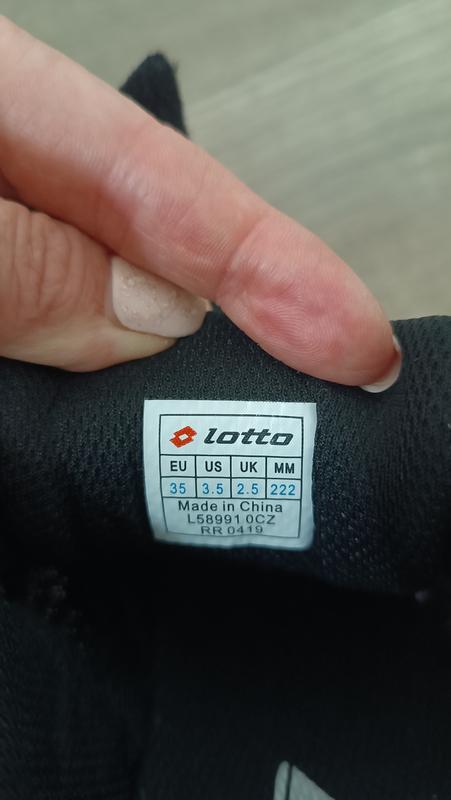 lotto
EU US UK MM
35 3.5 2.5 222
Made in China
L58991 0CZ
RR 0419